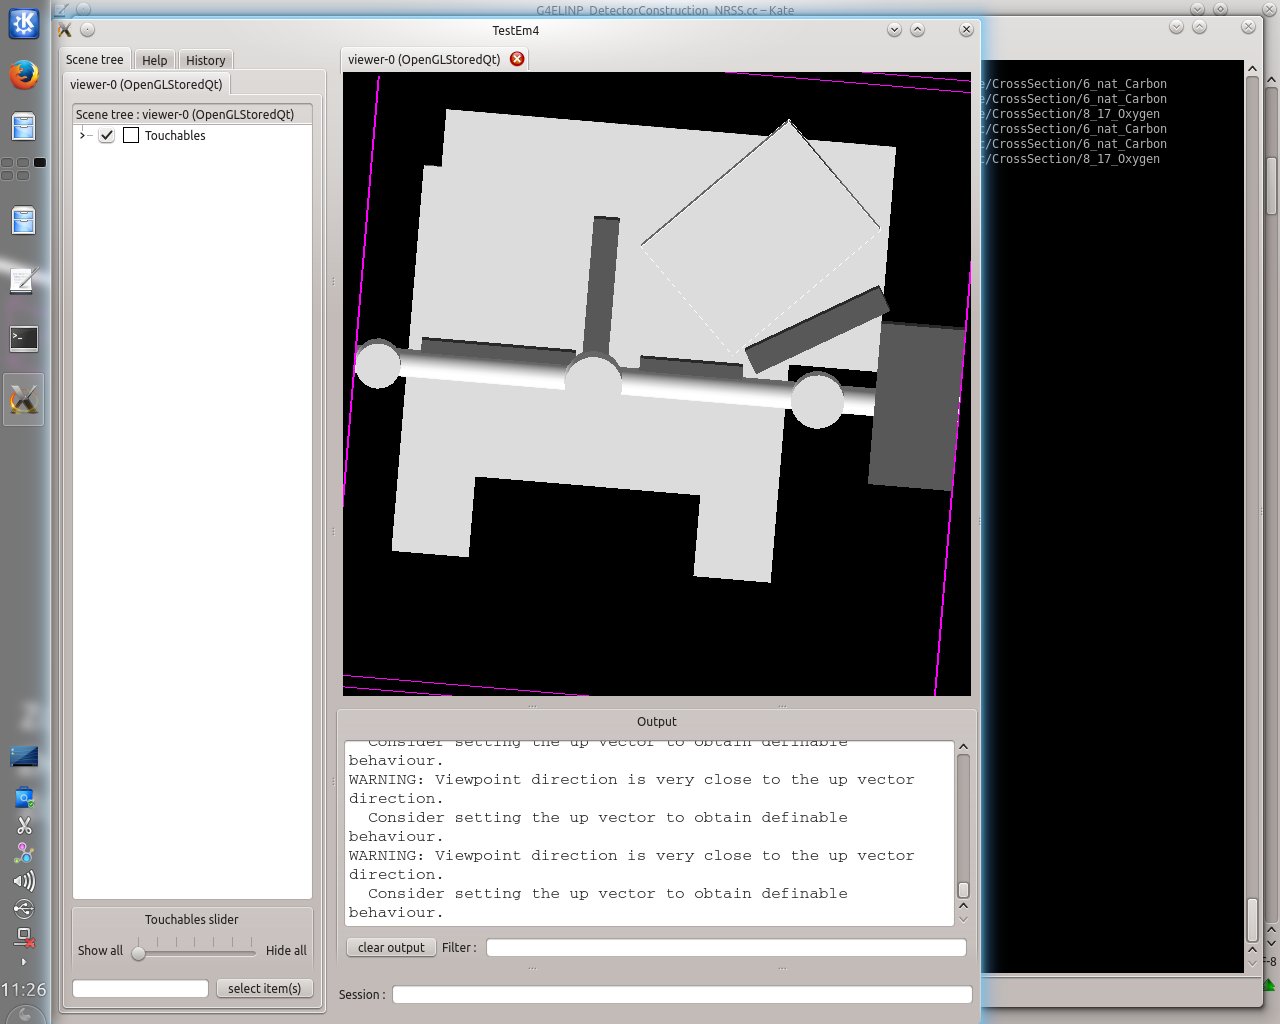 G4ELINP_DetectorConstruction_NRSS.cc – Kate
TestEm4
Scene tree
Help
History
viewer-0 (OpenGLStoredQt)
viewer-0 (OpenGLStoredQt)
Scene tree : viewer-0 (OpenGLStoredQt)
Touchables
/CrossSection/6_nat_Carbon
/CrossSection/6_nat_Carbon
/CrossSection/8_17_Oxygen
/CrossSection/6_nat_Carbon
/CrossSection/6_nat_Carbon
/CrossSection/8_17_Oxygen
Output
Consider setting the up vector to obtain definable
behaviour.
WARNING: Viewpoint direction is very close to the up vector
direction.
Consider setting the up vector to obtain definable
behaviour.
WARNING: Viewpoint direction is very close to the up vector
direction.
Consider setting the up vector to obtain definable
behaviour.
Touchables slider
Show all
Hide all
select item(s)
clear output
Filter :
Session :
11:26
F-8